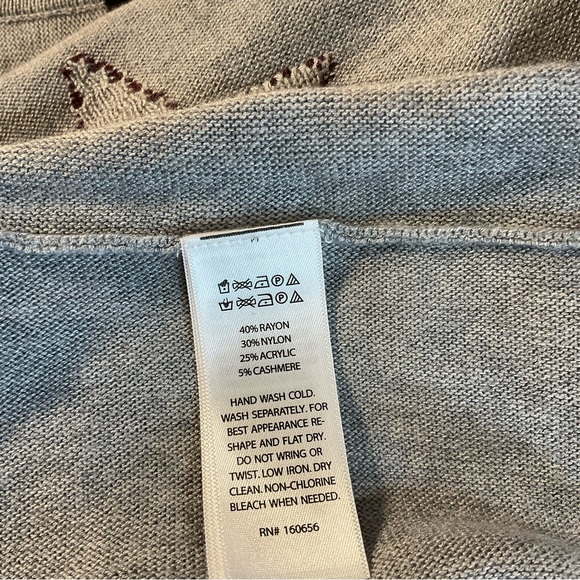 40% RAYON
30% NYLON
25% ACRYLIC
5% CASHMERE
HAND WASH COLD.
WASH SEPARATELY. FOR
BEST APPEARANCE RE-
SHAPE AND FLAT DRY.
DO NOT WRING OR
TWIST. LOW IRON. DRY
CLEAN. NON-CHLORINE
BLEACH WHEN NEEDED.
RN# 160656